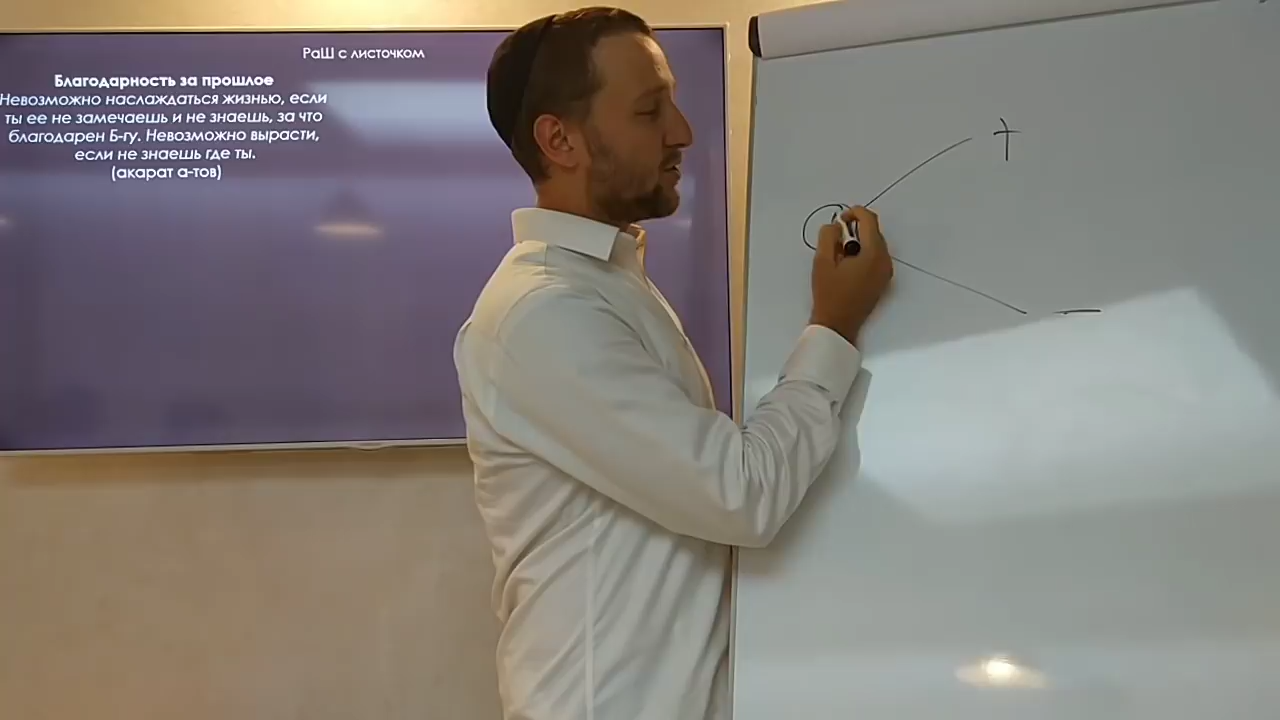 РаШ с листочком
Благодарность за прошлое
Невозможно наслаждаться жизнью, если
ты ее не замечаешь и не знаешь, за что
благодарен Б-гу. Невозможно вырасти,
если не знаешь где ты.
(акарат а-тов)
+
-